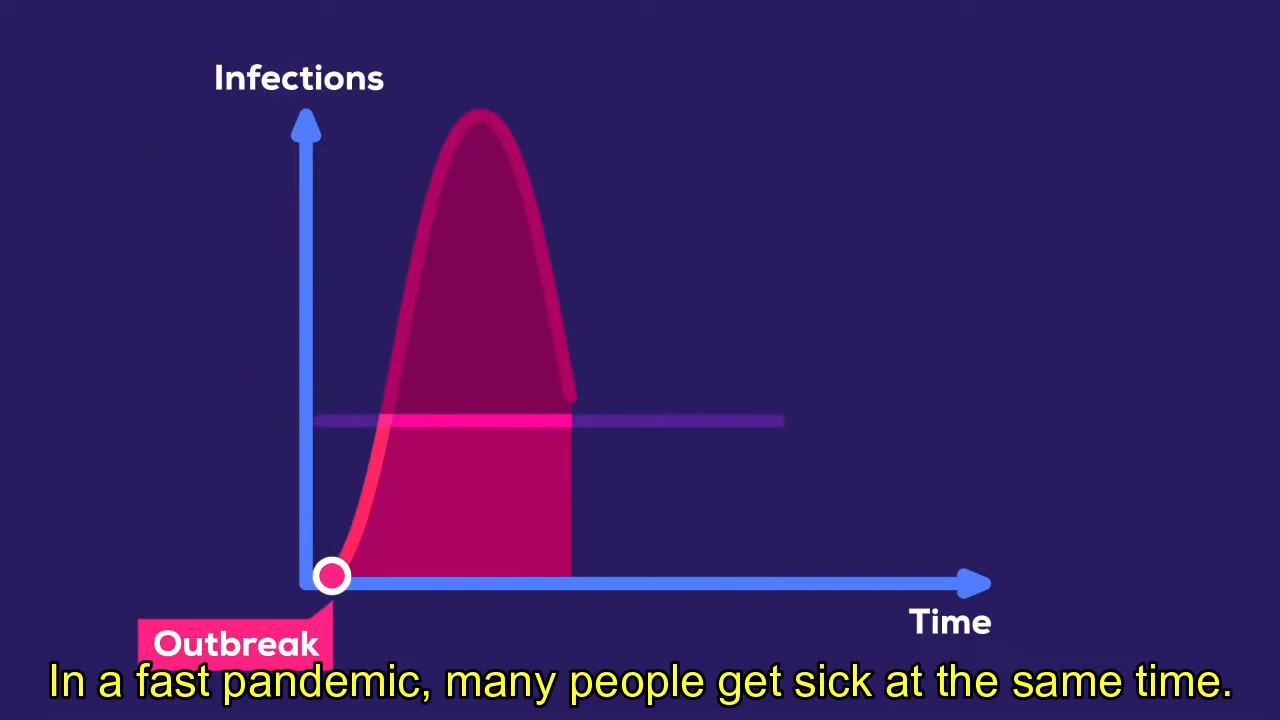 Infections
Time
Outbreak
In a fast pandemic, many people get sick at the same time.